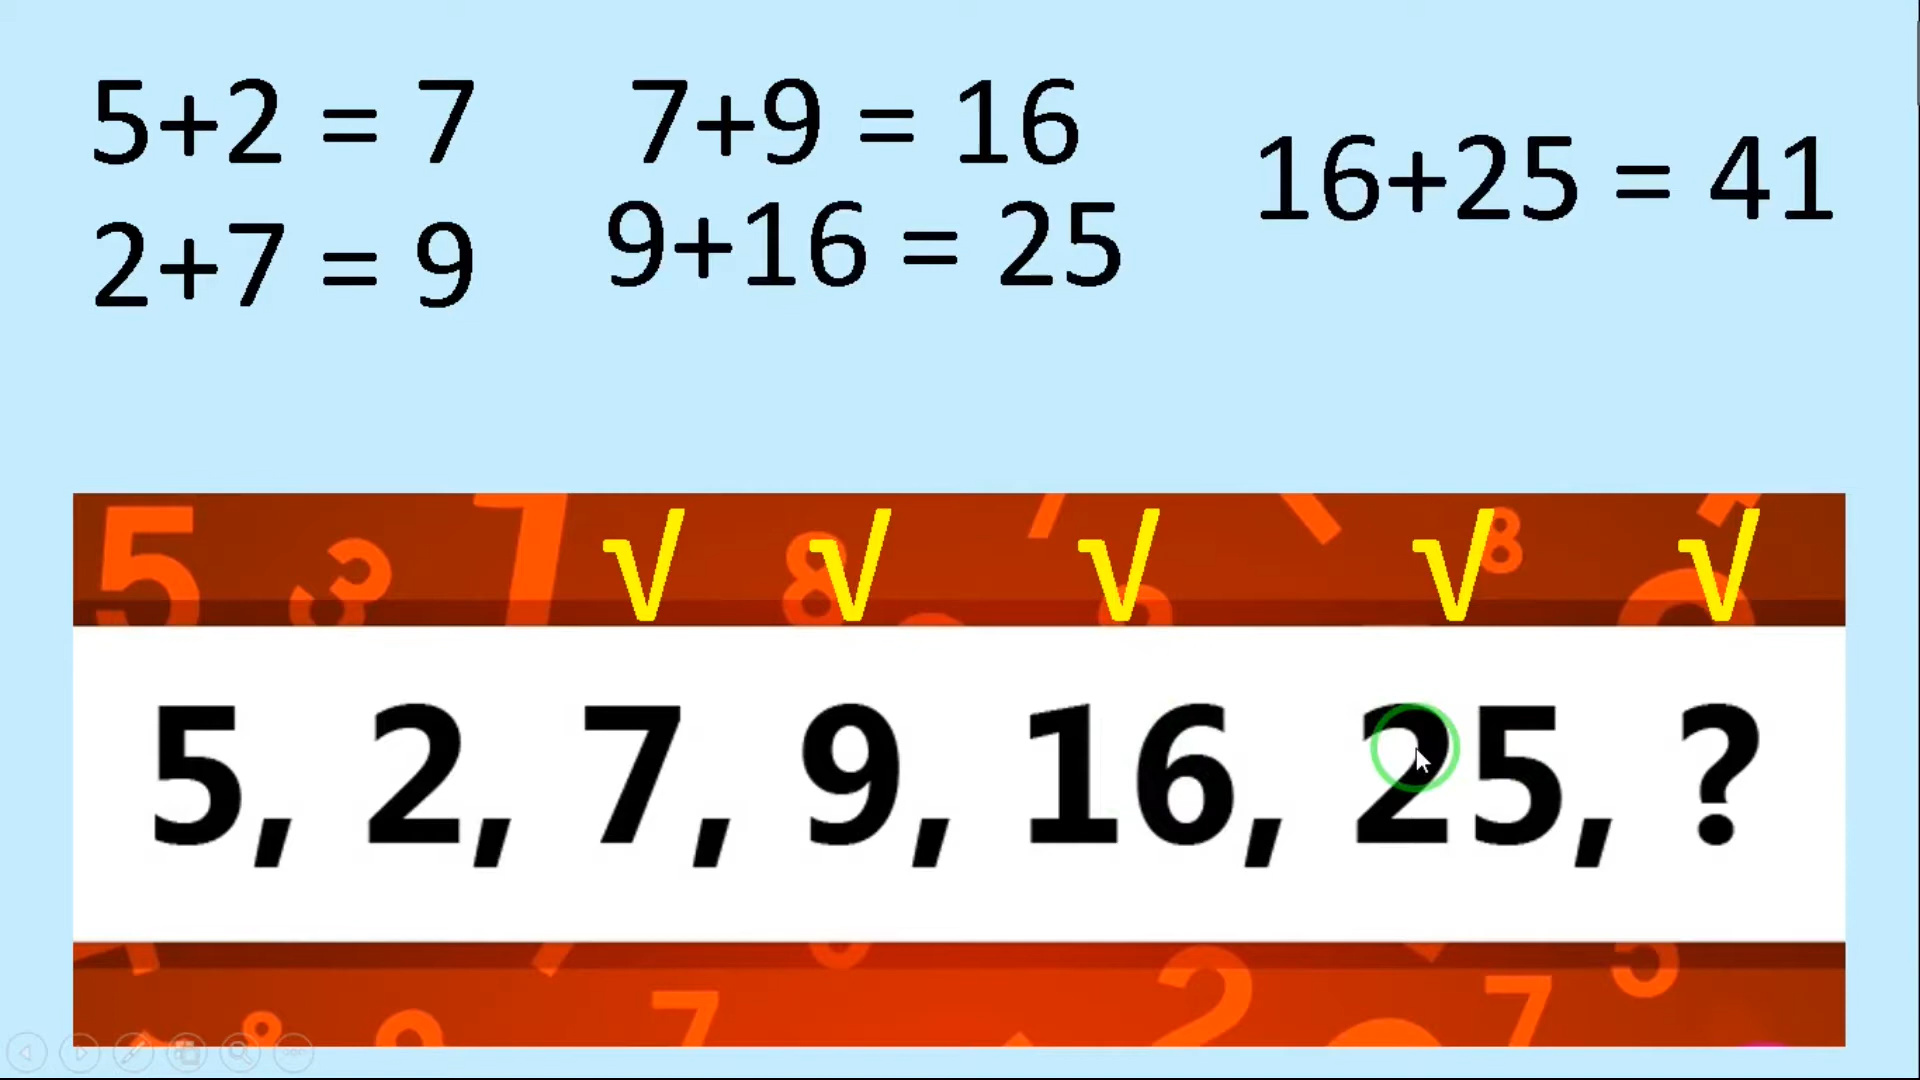 5+2 = 7
2+7 = 9
7+9 = 16
9+16 = 25
16+25 = 41
√ √ √ √ √
5, 2, 7, 9, 16, 25, ?